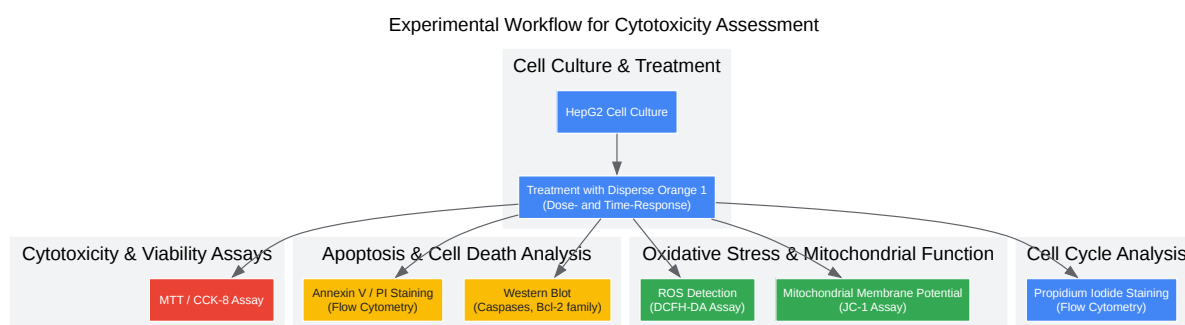 Experimental Workflow for Cytotoxicity Assessment
Cell Culture & Treatment
HepG2 Cell Culture
Treatment with Disperse Orange 1
(Dose- and Time-Response)
Cytotoxicity & Viability Assays
MTT / CCK-8 Assay
Apoptosis & Cell Death Analysis
Annexin V / PI Staining
(Flow Cytometry)
Western Blot
(Caspases, Bcl-2 family)
Oxidative Stress & Mitochondrial Function
ROS Detection
(DCFH-DA Assay)
Mitochondrial Membrane Potential
(JC-1 Assay)
Cell Cycle Analysis
Propidium Iodide Staining
(Flow Cytometry)